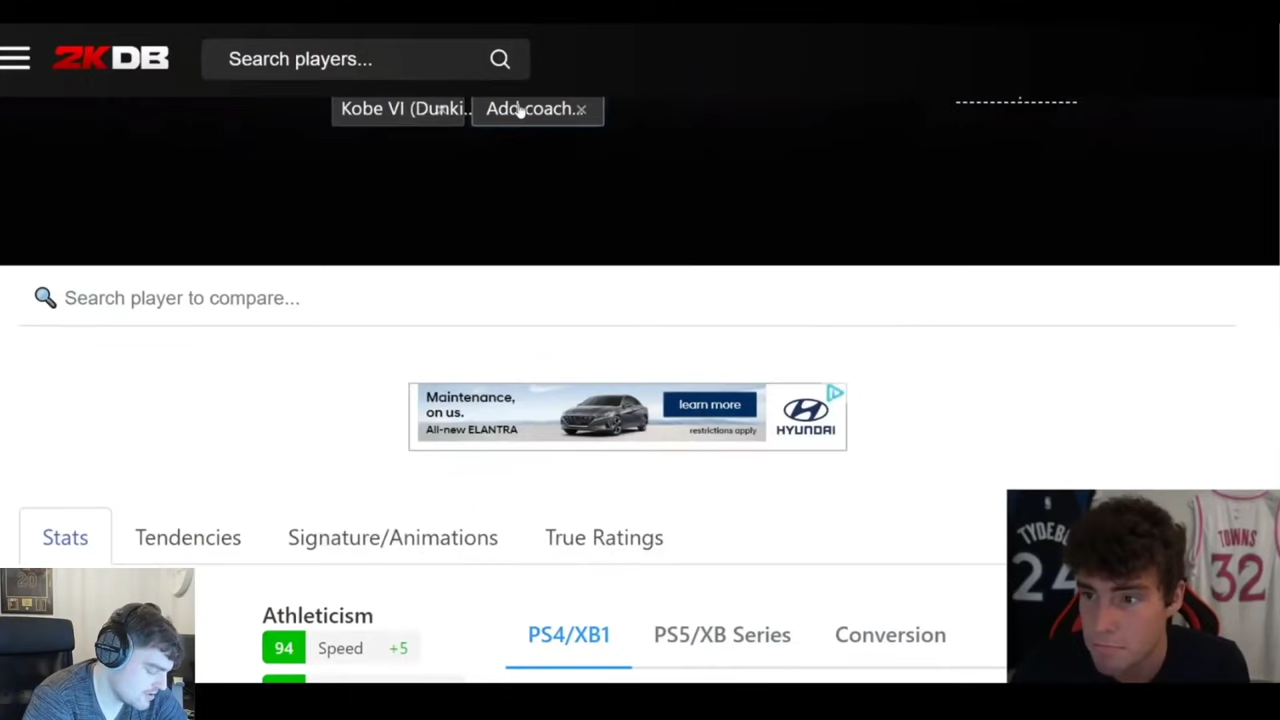 2KDB
Search players...
Kobe VI (Dunki..
Add coach...
Search player to compare...
Maintenance,
on us.
All-new ELANTRA
learn more
restrictions apply
HYUNDAI
Stats
Tendencies
Signature/Animations
True Ratings
Athleticism
94 Speed +5
PS4/XB1
PS5/XB Series
Conversion
TYDEBL
24
TOWNS
32